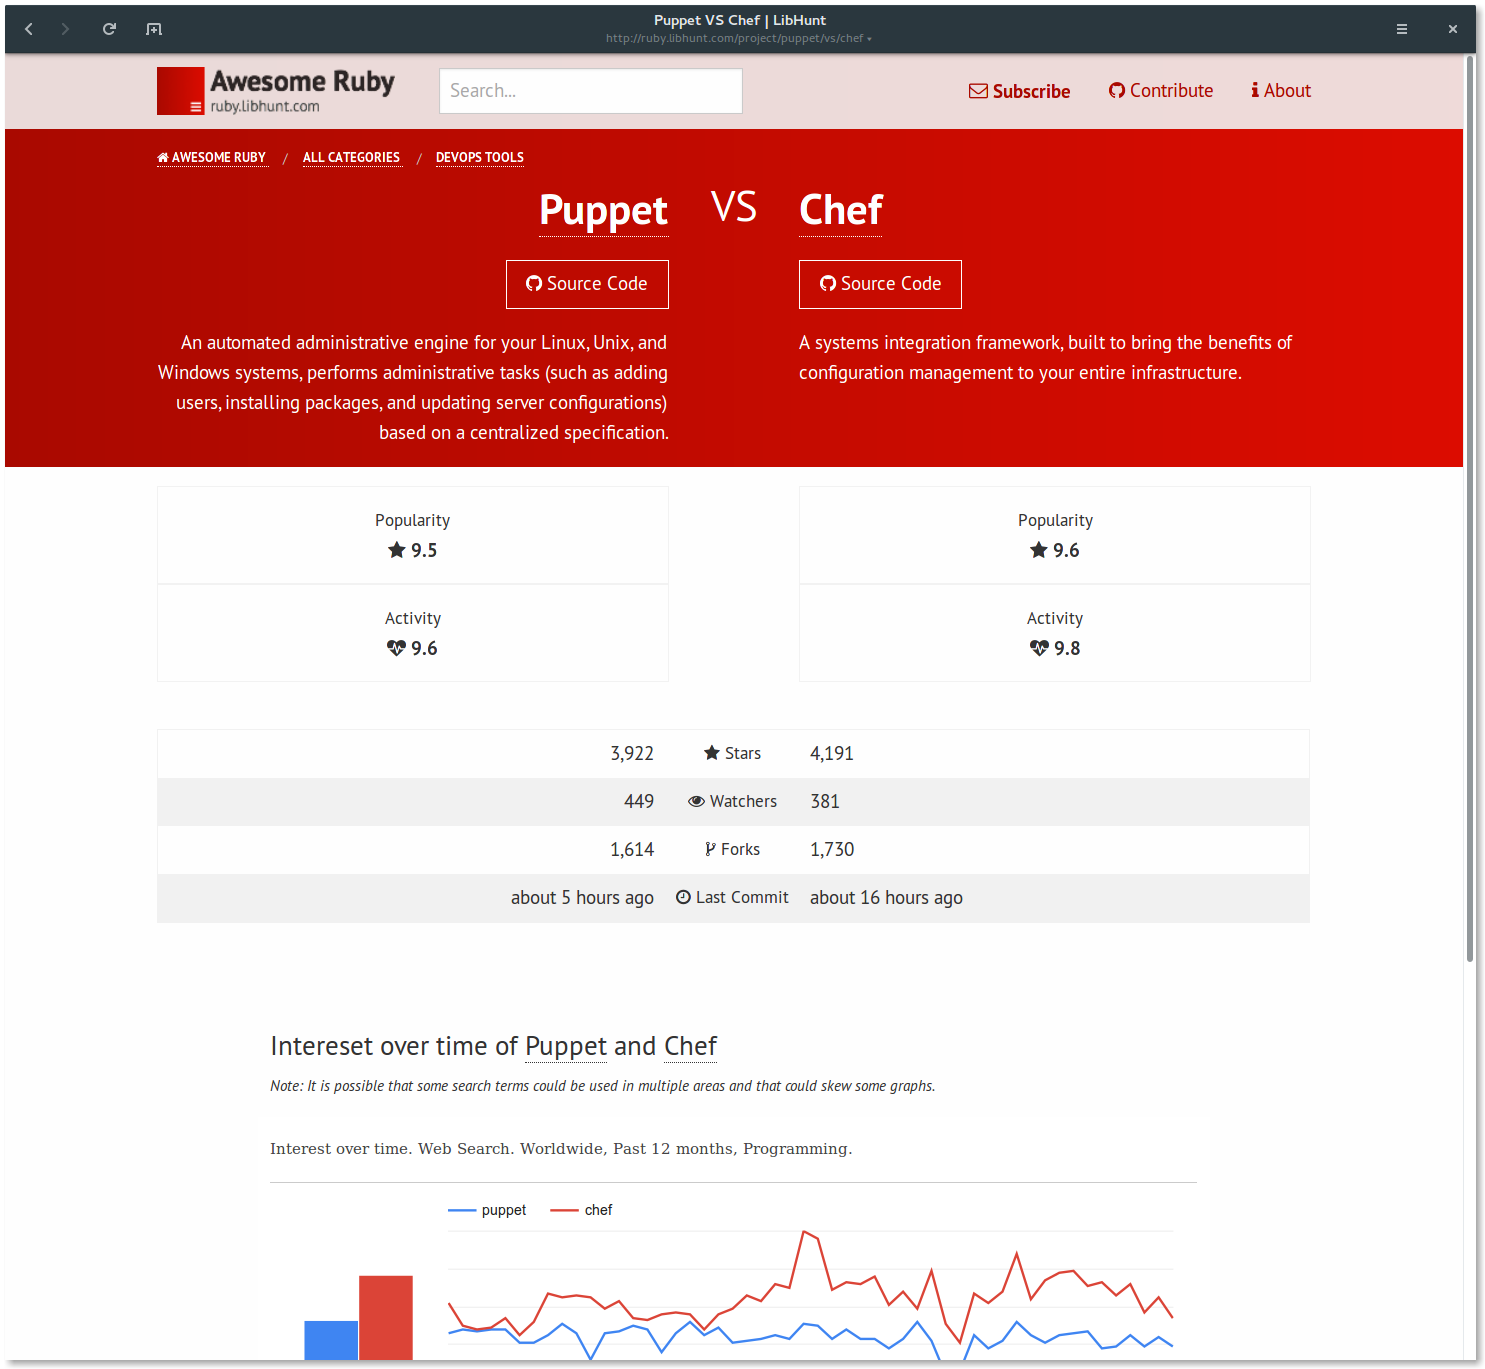 Puppet VS Chef | LibHunt
http://ruby.libhunt.com/project/puppet/vs/chef
Awesome Ruby
ruby.libhunt.com
Search...
Subscribe
Contribute
About
AWESOME RUBY / ALL CATEGORIES / DEVOPS TOOLS
Puppet VS Chef
Source Code
Source Code
An automated administrative engine for your Linux, Unix, and
Windows systems, performs administrative tasks (such as adding
users, installing packages, and updating server configurations)
based on a centralized specification.
A systems integration framework, built to bring the benefits of
configuration management to your entire infrastructure.
Popularity
9.5
Popularity
9.6
Activity
9.6
Activity
9.8
3,922 Stars 4,191
449 Watchers 381
1,614 Forks 1,730
about 5 hours ago Last Commit about 16 hours ago
Intereset over time of Puppet and Chef
Note: It is possible that some search terms could be used in multiple areas and that could skew some graphs.
Interest over time. Web Search. Worldwide, Past 12 months, Programming.
puppet chef